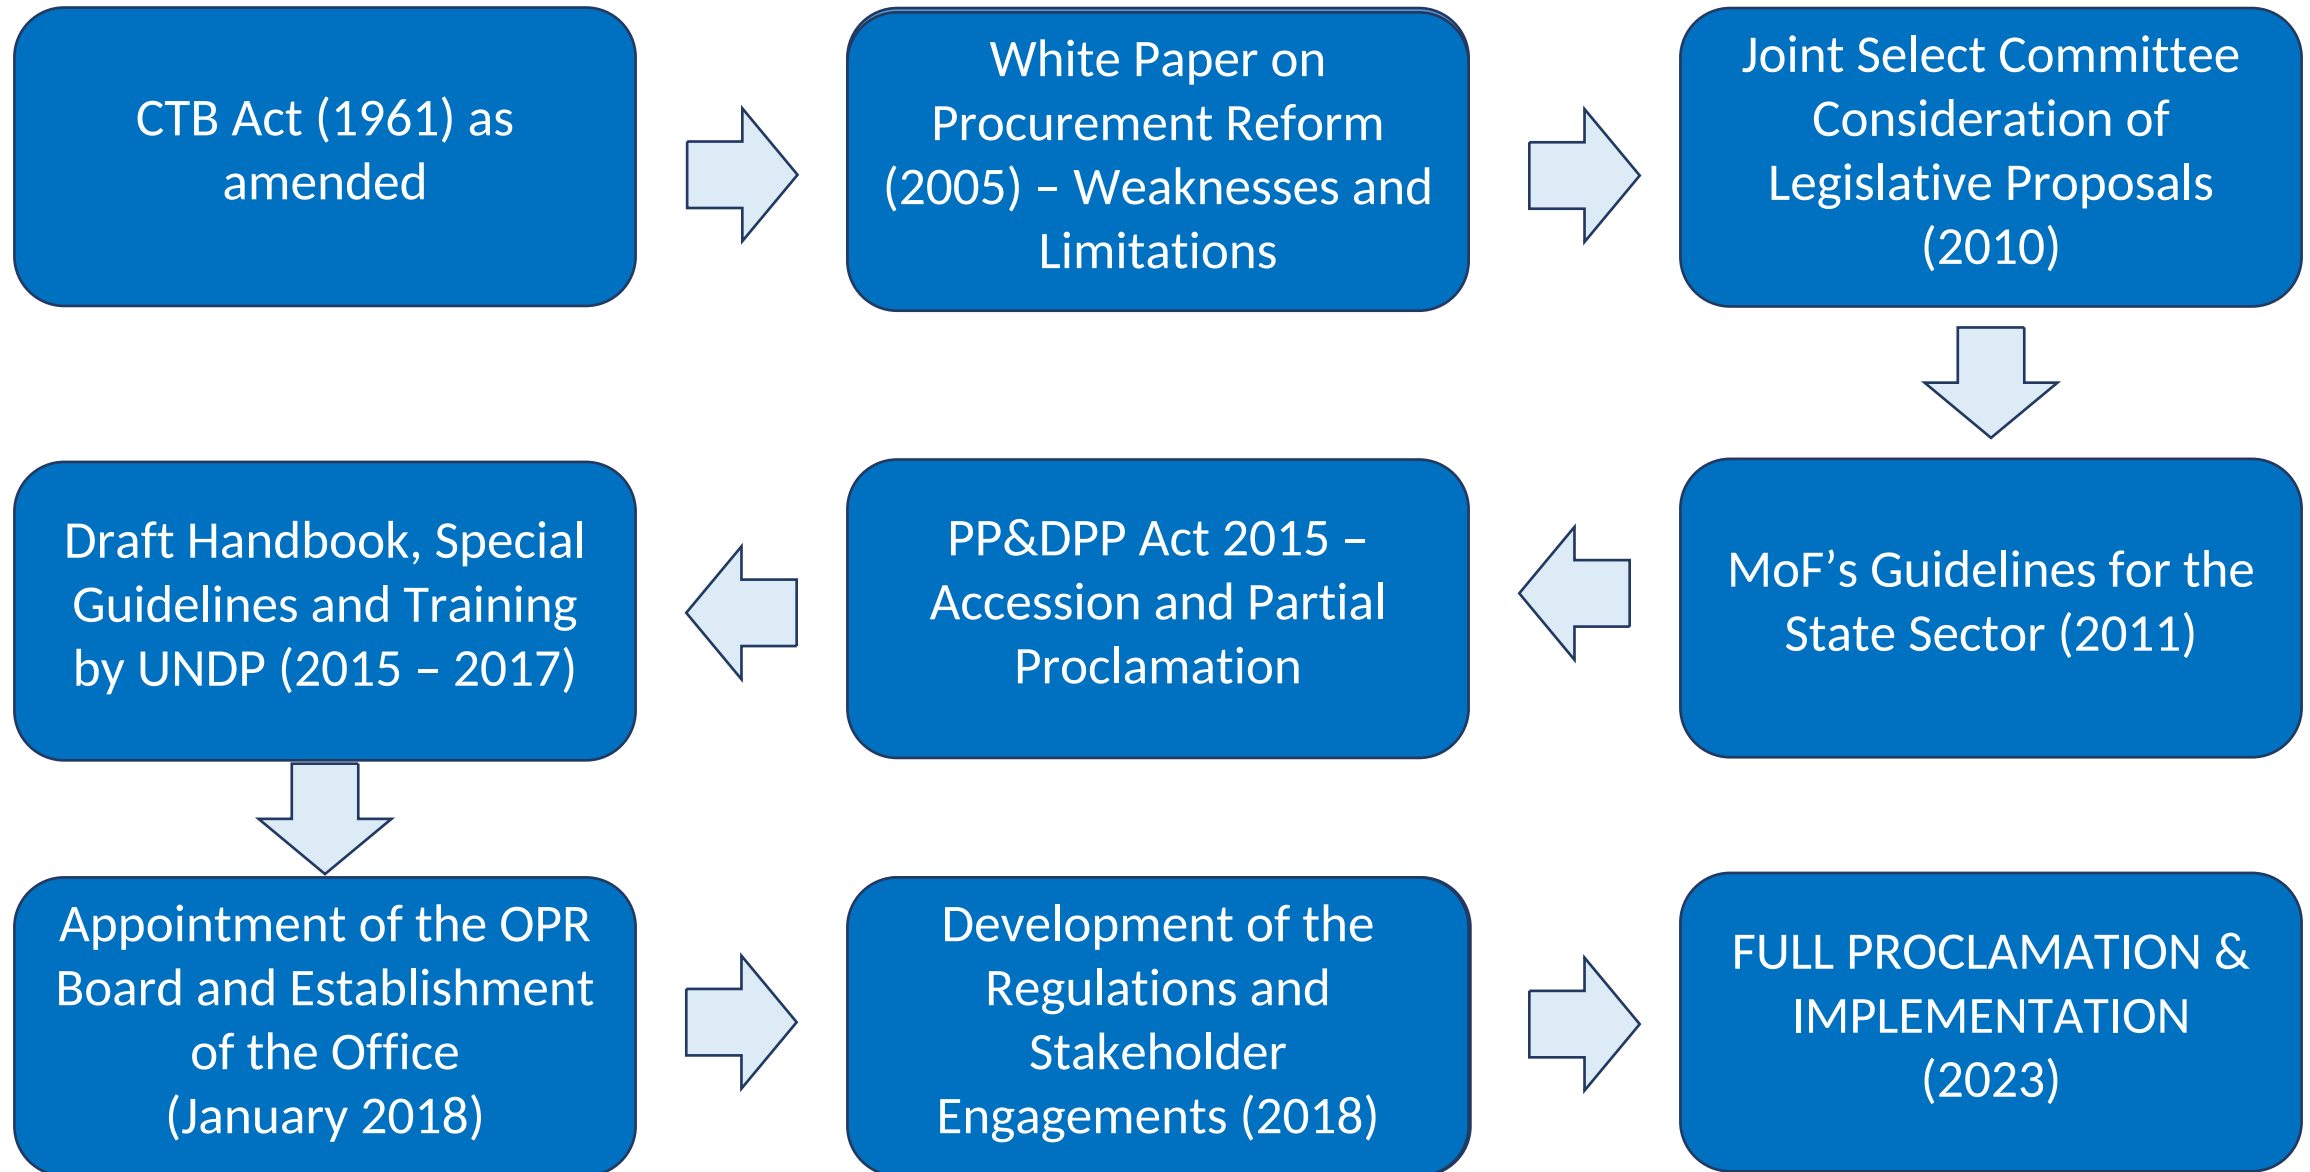 CTB Act (1961) as
amended
White Paper on
Procurement Reform
(2005) – Weaknesses and
Limitations
Joint Select Committee
Consideration of
Legislative Proposals
(2010)
MoF’s Guidelines for the
State Sector (2011)
PP&DPP Act 2015 –
Accession and Partial
Proclamation
Draft Handbook, Special
Guidelines and Training
by UNDP (2015 – 2017)
Appointment of the OPR
Board and Establishment
of the Office
(January 2018)
Development of the
Regulations and
Stakeholder
Engagements (2018)
FULL PROCLAMATION &
IMPLEMENTATION
(2023)